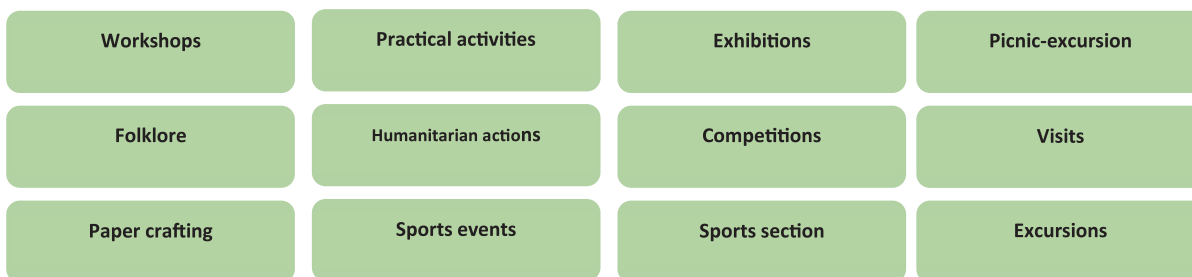 Workshops
Practical activities
Exhibitions
Picnic-excursion
Folklore
Humanitarian actions
Competitions
Visits
Paper crafting
Sports events
Sports section
Excursions